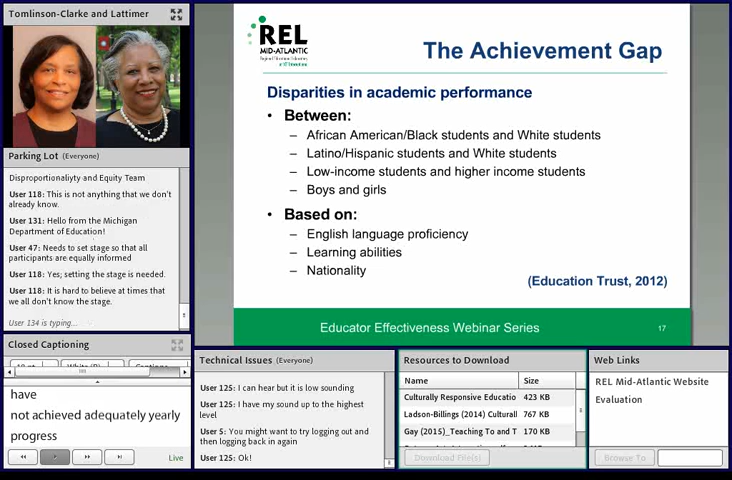 Tomlinson-Clarke and Lattimer
Parking Lot (Everyone)
Disproportionaliyty and Equity Team
User 118: This is not anything that we don't
already know.
User 131: Hello from the Michigan
Department of Education!
User 47: Needs to set stage so that all
participants are equally informed
User 118: Yes; setting the stage is needed.
User 118: It is hard to believe at times that
we all don't know the stage.
User 134 is typing...
Closed Captioning
have
not achieved adequately yearly
progress
Live
REL
MID-ATLANTIC
The Achievement Gap
Disparities in academic performance
• Between:
– African American/Black students and White students
– Latino/Hispanic students and White students
– Low-income students and higher income students
– Boys and girls
• Based on:
– English language proficiency
– Learning abilities
– Nationality
(Education Trust, 2012)
Educator Effectiveness Webinar Series
17
Technical Issues (Everyone)
User 125: I can hear but it is low sounding
User 125: I have my sound up to the highest
level
User 5: You might want to try logging out and
then logging back in again
User 125: Ok!
Resources to Download
Name Size
Culturally Responsive Educatio 423 KB
Ladson-Billings (2014) Culturall 767 KB
Gay (2015)_Teaching To and T 170 KB
Download File(s)
Web Links
REL Mid-Atlantic Website
Evaluation
Browse To